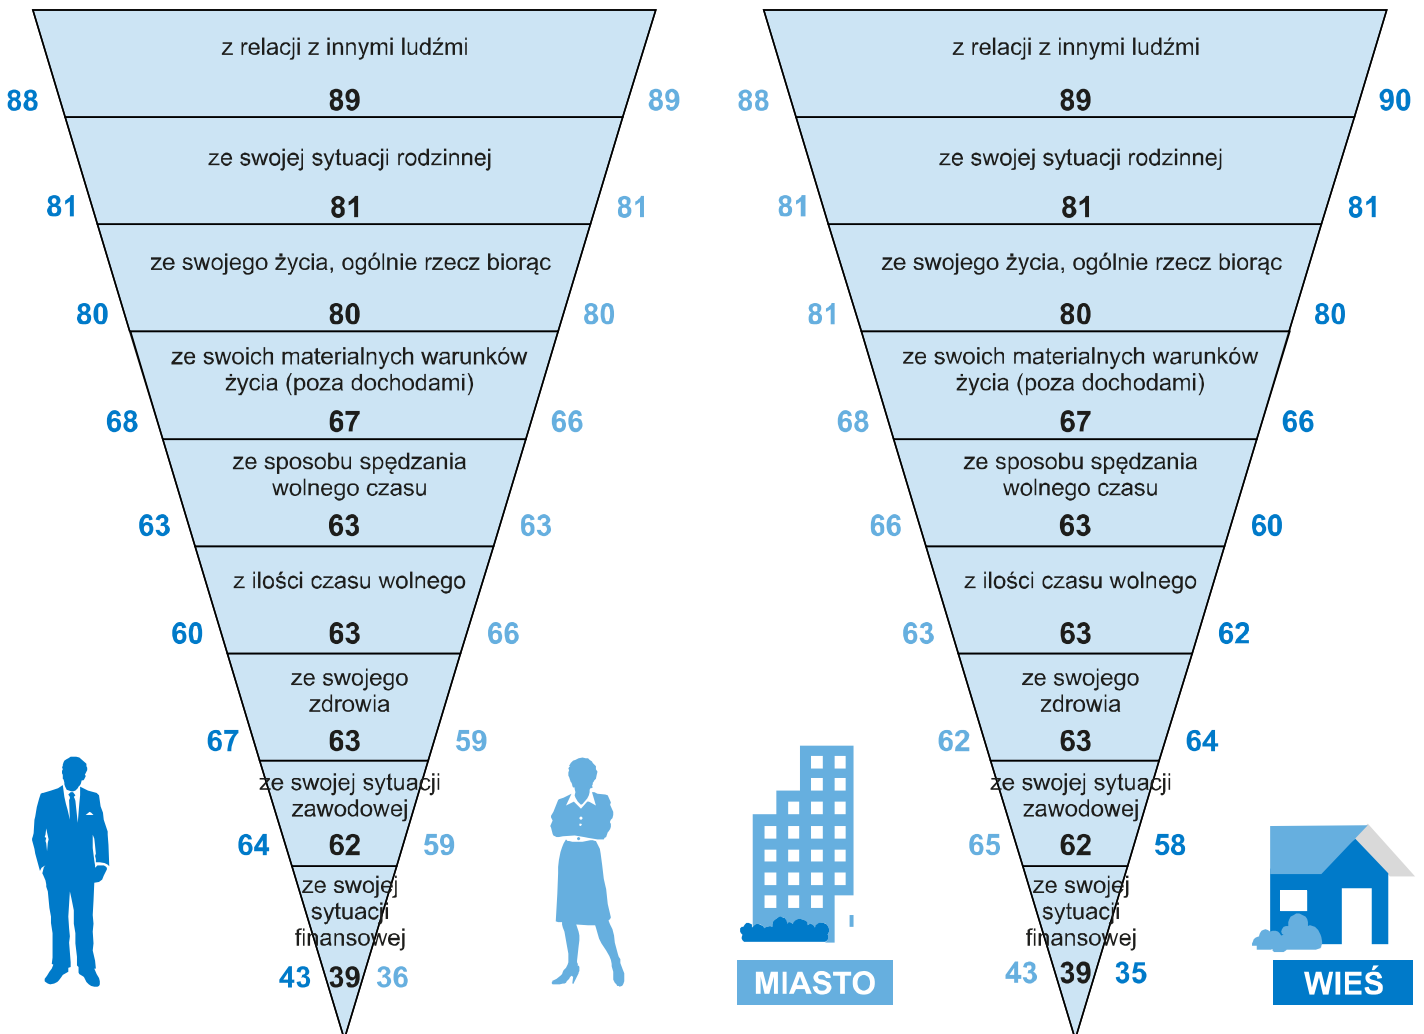 z relacji z innymi ludźmi
88 89 89
ze swojej sytuacji rodzinnej
81 81 81
ze swojego życia, ogólnie rzecz biorąc
80 80 80
ze swoich materialnych warunków
życia (poza dochodami)
68 67 66
ze sposobu spędzania
wolnego czasu
63 63 63
z ilości czasu wolnego
60 63 66
ze swojego
zdrowia
67 63 59
ze swojej sytuacji
zawodowej
64 62 59
ze swojej
sytuacji
finansowej
43 39 36
z relacji z innymi ludźmi
88 89 90
ze swojej sytuacji rodzinnej
81 81 81
ze swojego życia, ogólnie rzecz biorąc
81 80 80
ze swoich materialnych warunków
życia (poza dochodami)
68 67 66
ze sposobu spędzania
wolnego czasu
66 63 60
z ilości czasu wolnego
63 63 62
ze swojego
zdrowia
62 63 64
ze swojej sytuacji
zawodowej
65 62 58
ze swojej
sytuacji
finansowej
43 39 35
MIASTO
WIEŚ